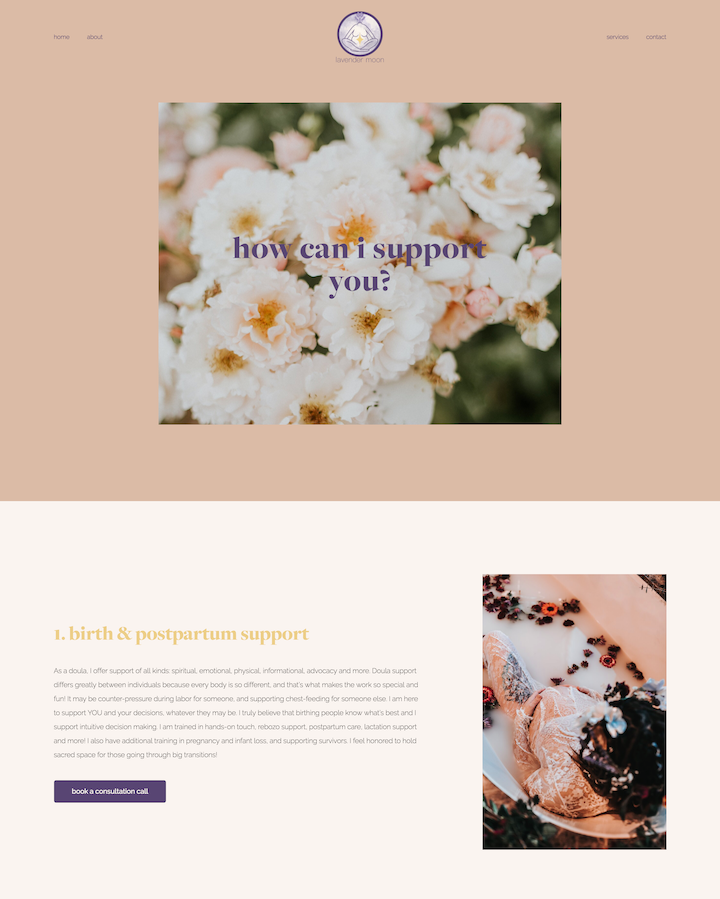 home about services contact
lavender moon
how can i support
you?
1. birth & postpartum support
As a doula, I offer support of all kinds: spiritual, emotional, physical, informational, advocacy and more. Doula support
differs greatly between individuals because every body is so different, and that's what makes the work so special and
fun! It may be counter-pressure during labor for someone, and supporting chest-feeding for someone else. I am here
to support YOU and your decisions, whatever they may be. I truly believe that birthing people know what's best and I
support intuitive decision making. I am trained in hands-on touch, rebozo support, postpartum care, lactation support
and more! I also have additional training in pregnancy and infant loss, and supporting survivors. I feel honored to hold
sacred space for those going through big transitions!
book a consultation call